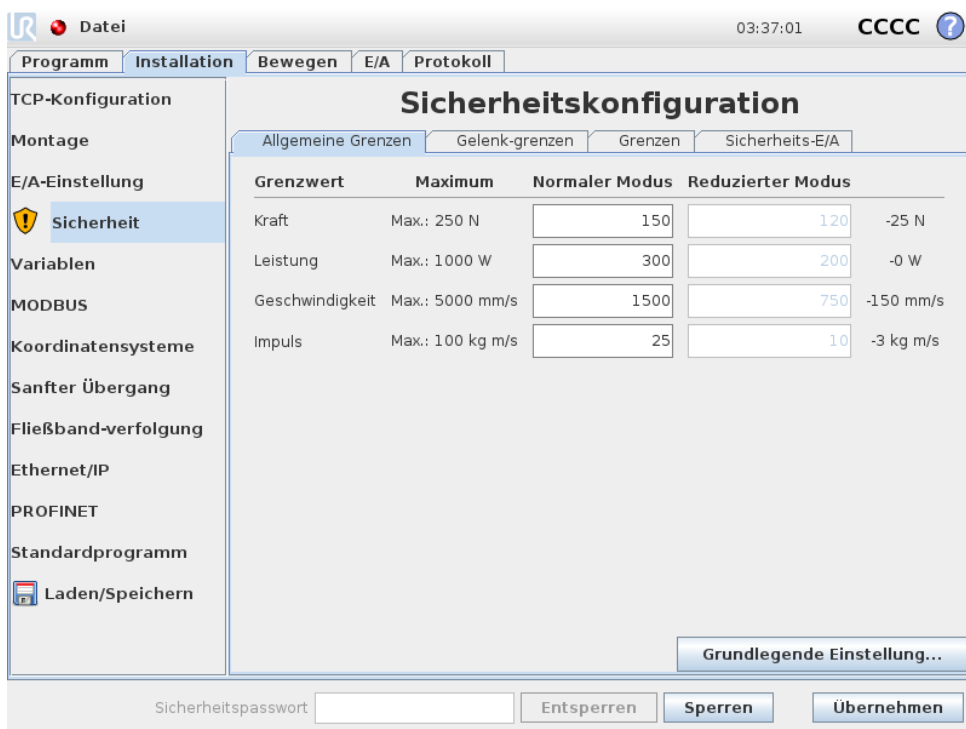 UR Datei 03:37:01 CCCC ?
Programm Installation Bewegen E/A Protokoll
TCP-Konfiguration
Montage
E/A-Einstellung
Sicherheit
Variablen
MODBUS
Koordinatensysteme
Sanfter Übergang
Fließband-verfolgung
Ethernet/IP
PROFINET
Standardprogramm
Laden/Speichern
Sicherheitskonfiguration
Allgemeine Grenzen Gelenk-grenzen Grenzen Sicherheits-E/A
Grenzwert Maximum Normaler Modus Reduzierter Modus
Kraft Max.: 250 N 150 120 -25 N
Leistung Max.: 1000 W 300 200 -0 W
Geschwindigkeit Max.: 5000 mm/s 1500 750 -150 mm/s
Impuls Max.: 100 kg m/s 25 10 -3 kg m/s
Grundlegende Einstellung...
Sicherheitspasswort Entsperren Sperren Übernehmen